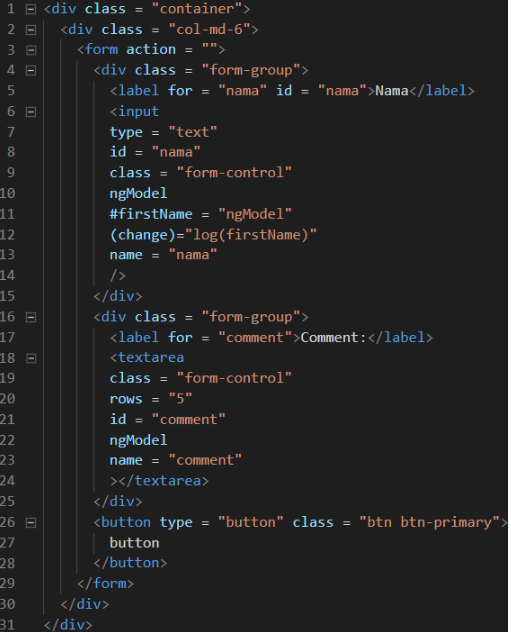 1 <div class = "container">
2 <div class = "col-md-6">
3 <form action = "">
4 <div class = "form-group">
5 <label for = "nama" id = "nama">Nama</label>
6 <input
7 type = "text"
8 id = "nama"
9 class = "form-control"
10 ngModel
11 #firstName = "ngModel"
12 (change)="log(firstName)"
13 name = "nama"
14 />
15 </div>
16 <div class = "form-group">
17 <label for = "comment">Comment:</label>
18 <textarea
19 class = "form-control"
20 rows = "5"
21 id = "comment"
22 ngModel
23 name = "comment"
24 ></textarea>
25 </div>
26 <button type = "button" class = "btn btn-primary">
27 button
28 </button>
29 </form>
30 </div>
31 </div>